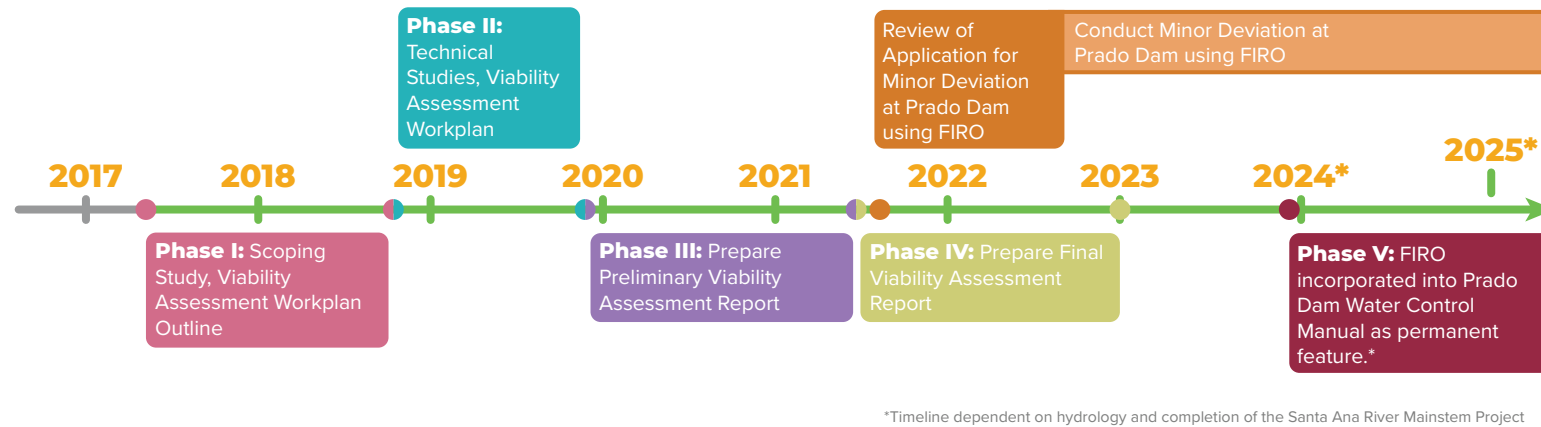 Phase II:
Technical
Studies, Viability
Assessment
Workplan
Review of
Application for
Minor Deviation
at Prado Dam
using FIRO
Conduct Minor Deviation at
Prado Dam using FIRO
2017
2018
2019
2020
2021
2022
2023
2024*
2025*
Phase I: Scoping
Study, Viability
Assessment Workplan
Outline
Phase III: Prepare
Preliminary Viability
Assessment Report
Phase IV: Prepare Final
Viability Assessment
Report
Phase V: FIRO
incorporated into Prado
Dam Water Control
Manual as permanent
feature.*
*Timeline dependent on hydrology and completion of the Santa Ana River Mainstem Project